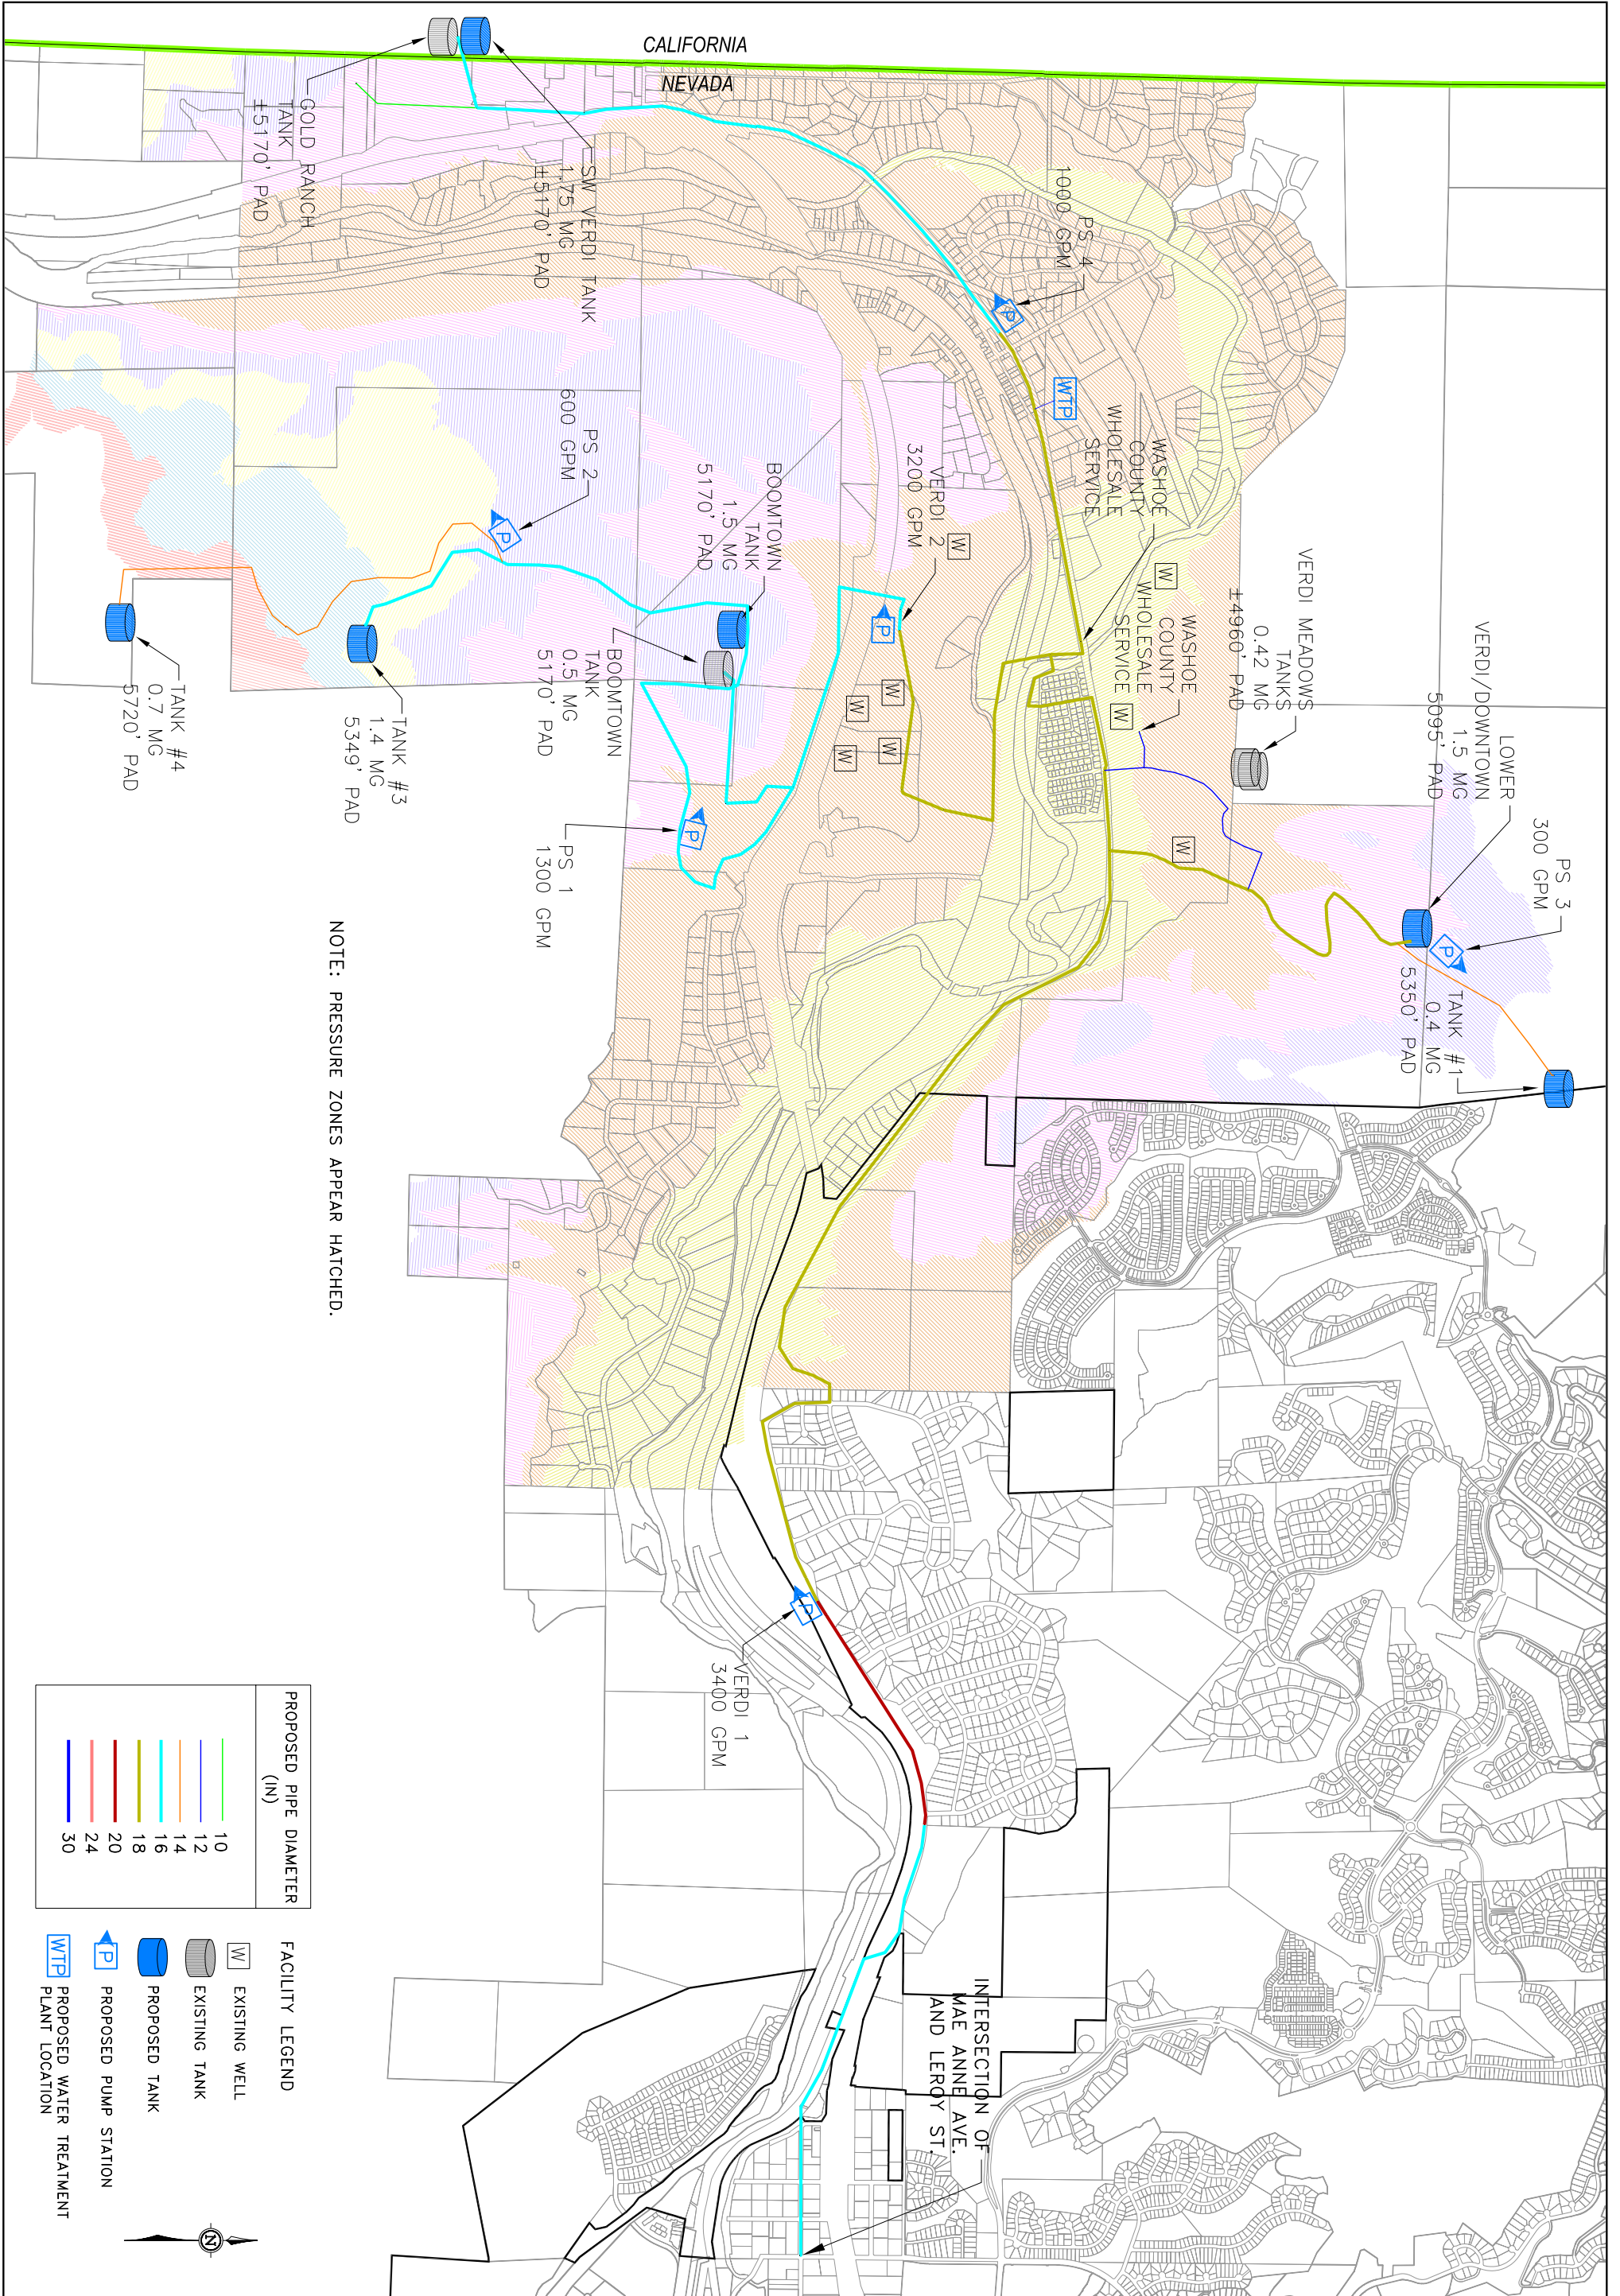 CALIFORNIA
NEVADA
GOLD RANCH
TANK
±5170' PAD
SW VERDI TANK
1.75 MG
±5170' PAD
PS 4
1000 GPM
P
WTP
WASHOE
COUNTY
WHOLESALE
SERVICE
VERDI 2
3200 GPM
W
P
PS 2
600 GPM
P
BOOMTOWN
TANK
1.5 MG
5170' PAD
BOOMTOWN
TANK
0.5 MG
5170' PAD
W
WASHOE
COUNTY
WHOLESALE
SERVICE
W
VERDI MEADOWS
TANKS
0.42 MG
±4960' PAD
LOWER
VERDI/DOWNTOWN
1.5 MG
5095' PAD
PS 3
300 GPM
P
TANK #1
0.4 MG
5350' PAD
W
W
W
W
W
TANK #4
0.7 MG
5720' PAD
TANK #3
1.4 MG
5349' PAD
P
PS 1
1300 GPM
NOTE: PRESSURE ZONES APPEAR HATCHED.
P
VERDI 1
3400 GPM
INTERSECTION OF
MAE ANNE AVE.
AND LEROY ST.
PROPOSED PIPE DIAMETER
(IN)
10
12
14
16
18
20
24
30
FACILITY LEGEND
W EXISTING WELL
EXISTING TANK
PROPOSED TANK
P PROPOSED PUMP STATION
WTP PROPOSED WATER TREATMENT
PLANT LOCATION
N